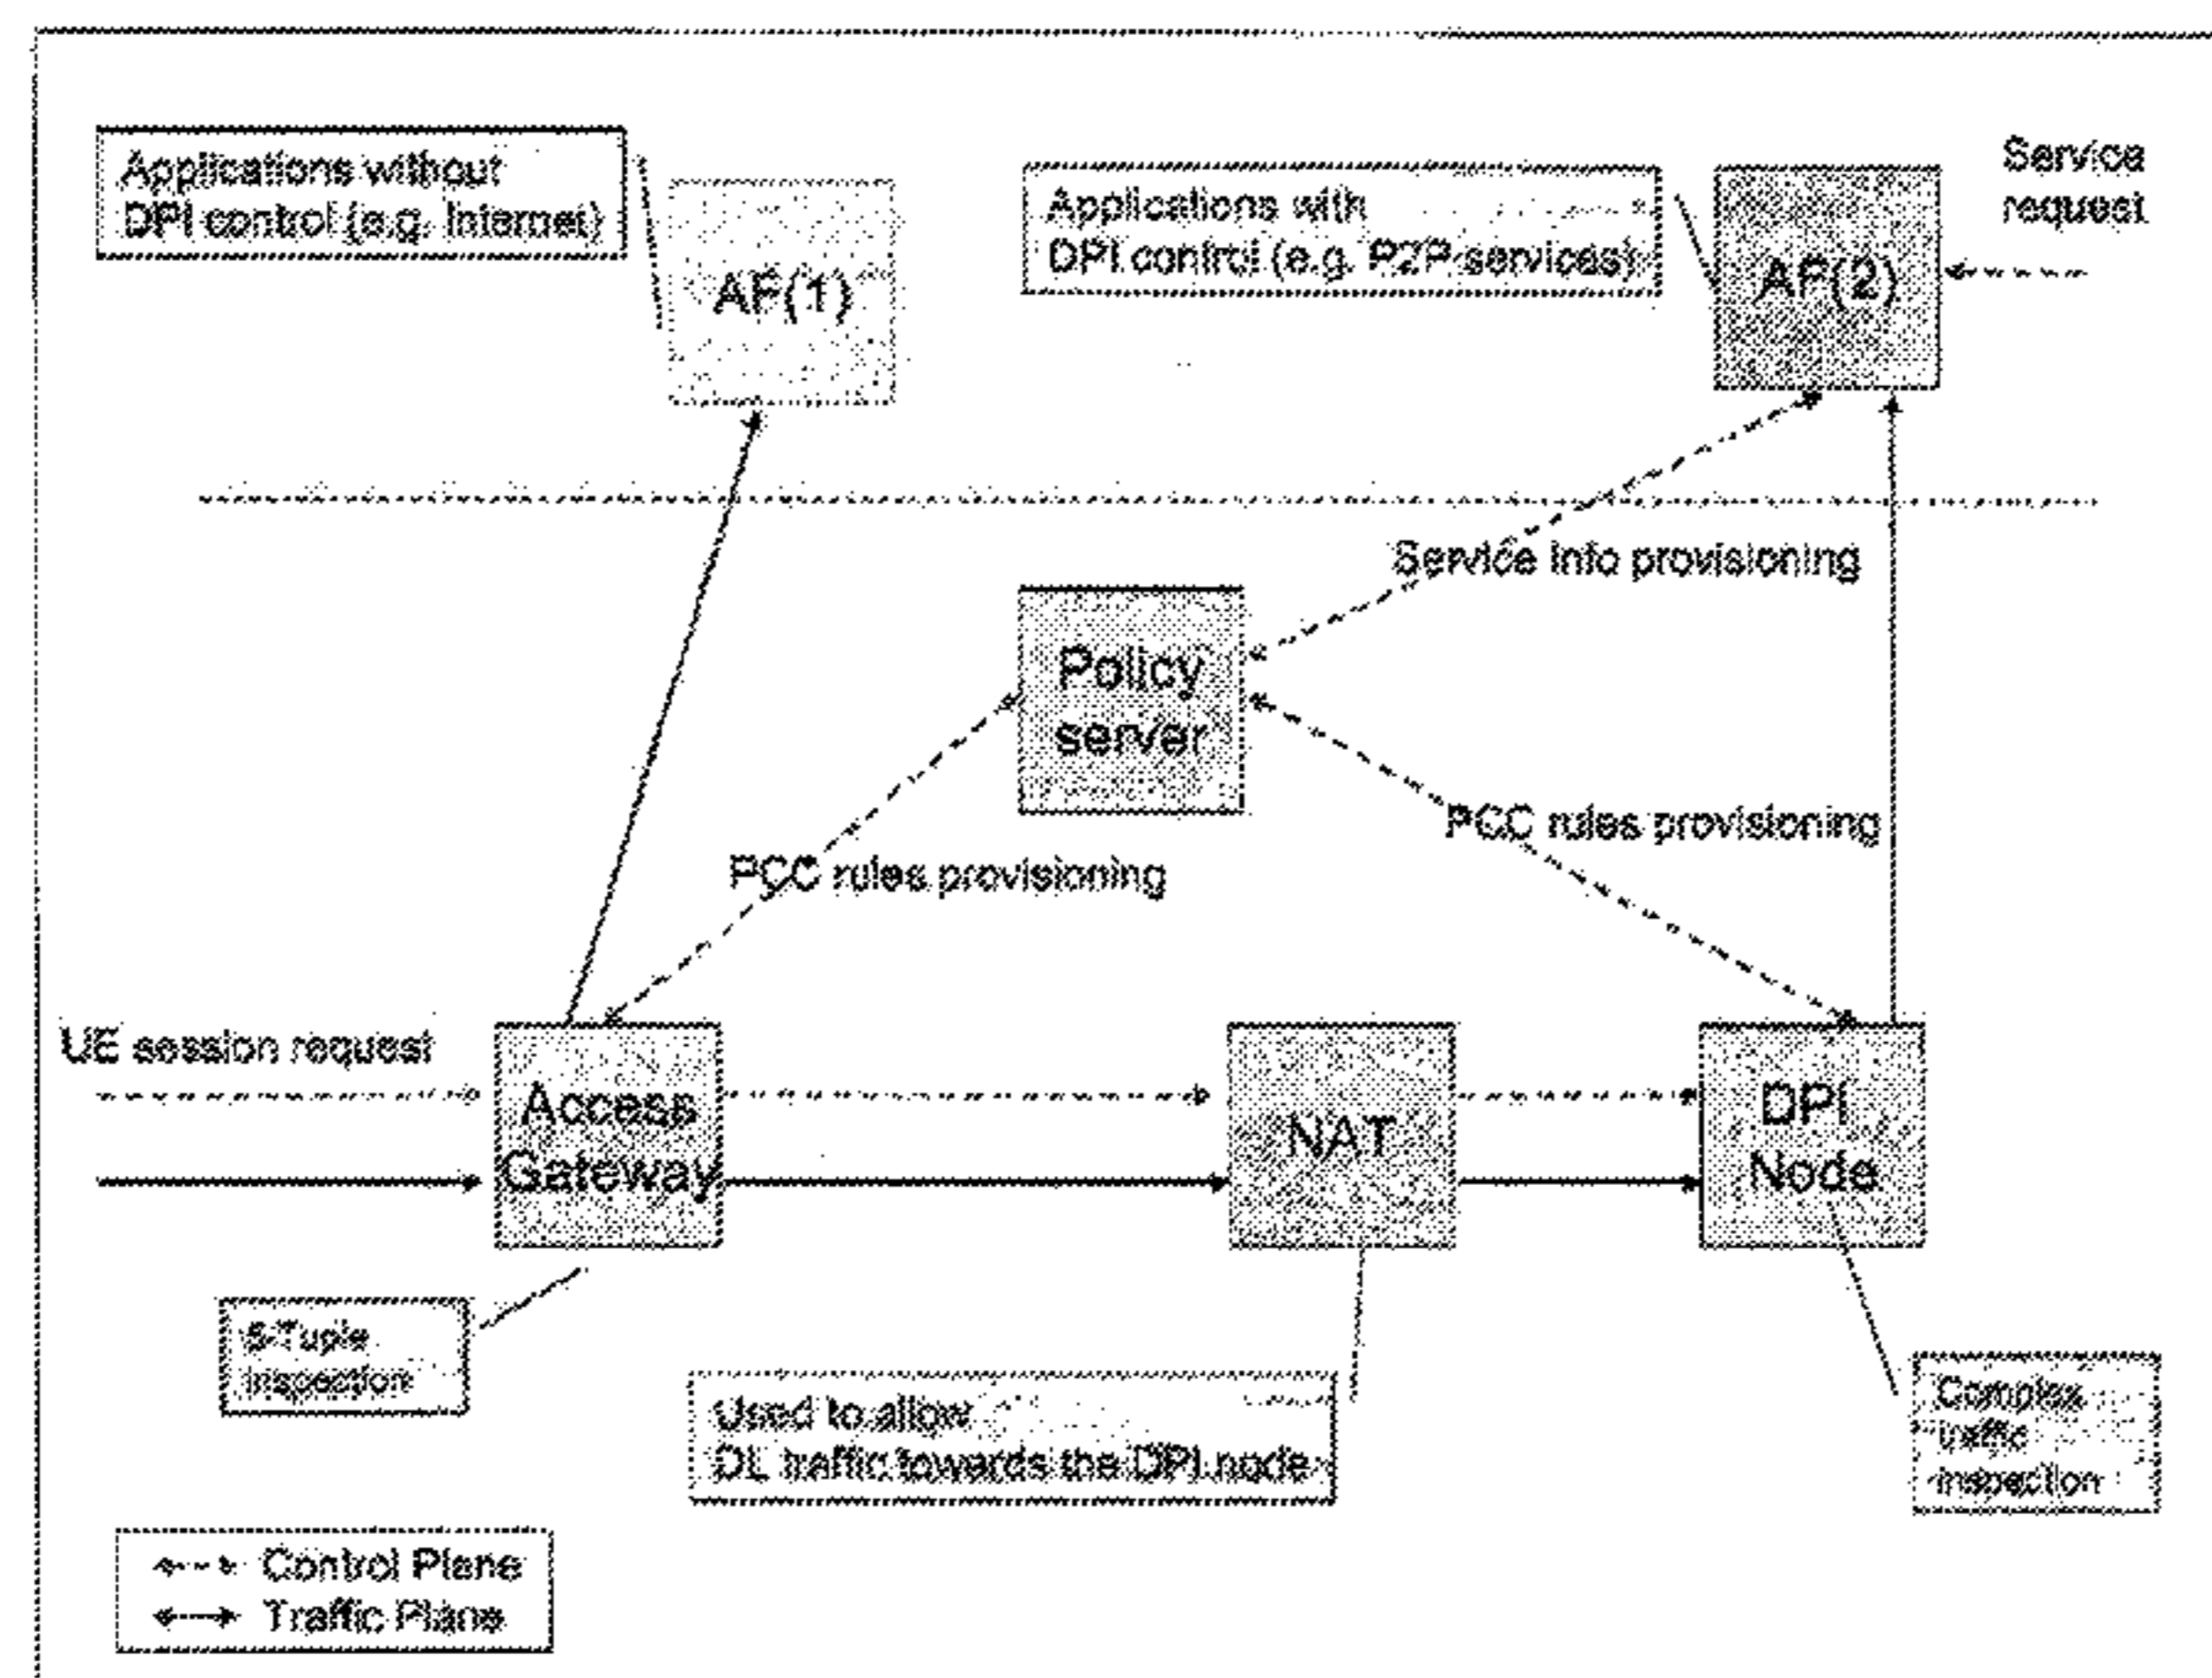 Applications without
DPI control (e.g. Internet)
AF(1)
Applications with
DPI control (e.g. P2P services)
AF(2)
Service
request
Service info provisioning
Policy
server
PCC rules provisioning
PCC rules provisioning
UE session request
Access
Gateway
NAT
DPI
Node
5-Tuple
inspection
Used to allow
DL traffic towards the DPI node
Complex
traffic
inspection
Control Plane
Traffic Plane